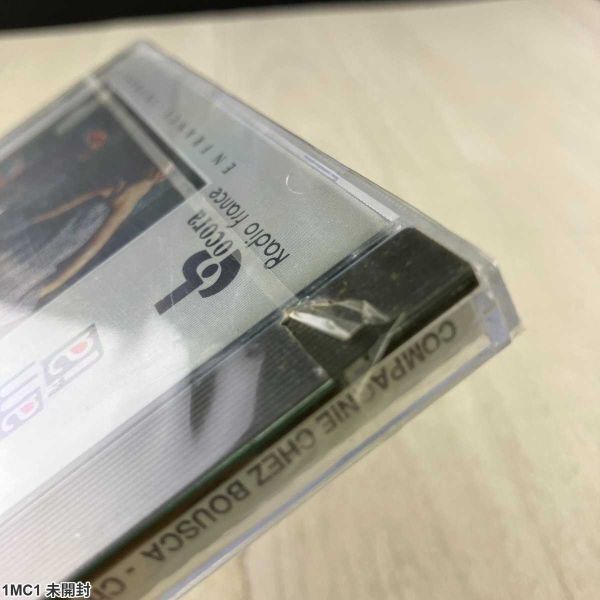 EN FRANCE
ocora
Radio france
COMPAGNIE CHEZ BOUSCA - C
1MC1 未開封